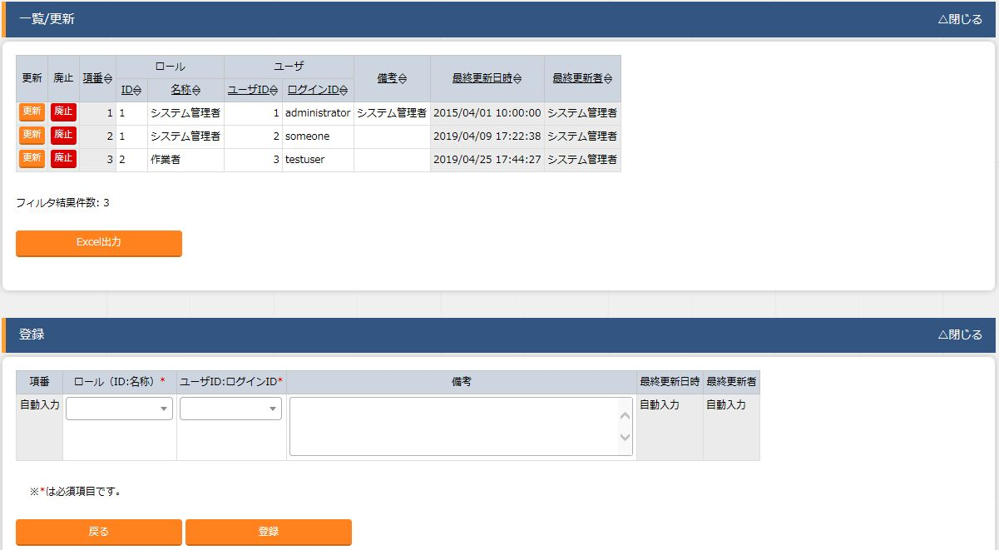 一覧/更新 △閉じる
更新 廃止 項番 ロール ユーザ 備考 最終更新日時 最終更新者
ID 名称 ユーザID ログインID
更新 廃止 1 1 システム管理者 1 administrator システム管理者 2015/04/01 10:00:00 システム管理者
更新 廃止 2 1 システム管理者 2 someone 2019/04/09 17:22:38 システム管理者
更新 廃止 3 2 作業者 3 testuser 2019/04/25 17:44:27 システム管理者
フィルタ結果件数: 3
Excel出力
登録 △閉じる
項番 ロール（ID:名称）* ユーザID:ログインID* 備考 最終更新日時 最終更新者
自動入力 自動入力 自動入力
※*は必須項目です。
戻る 登録